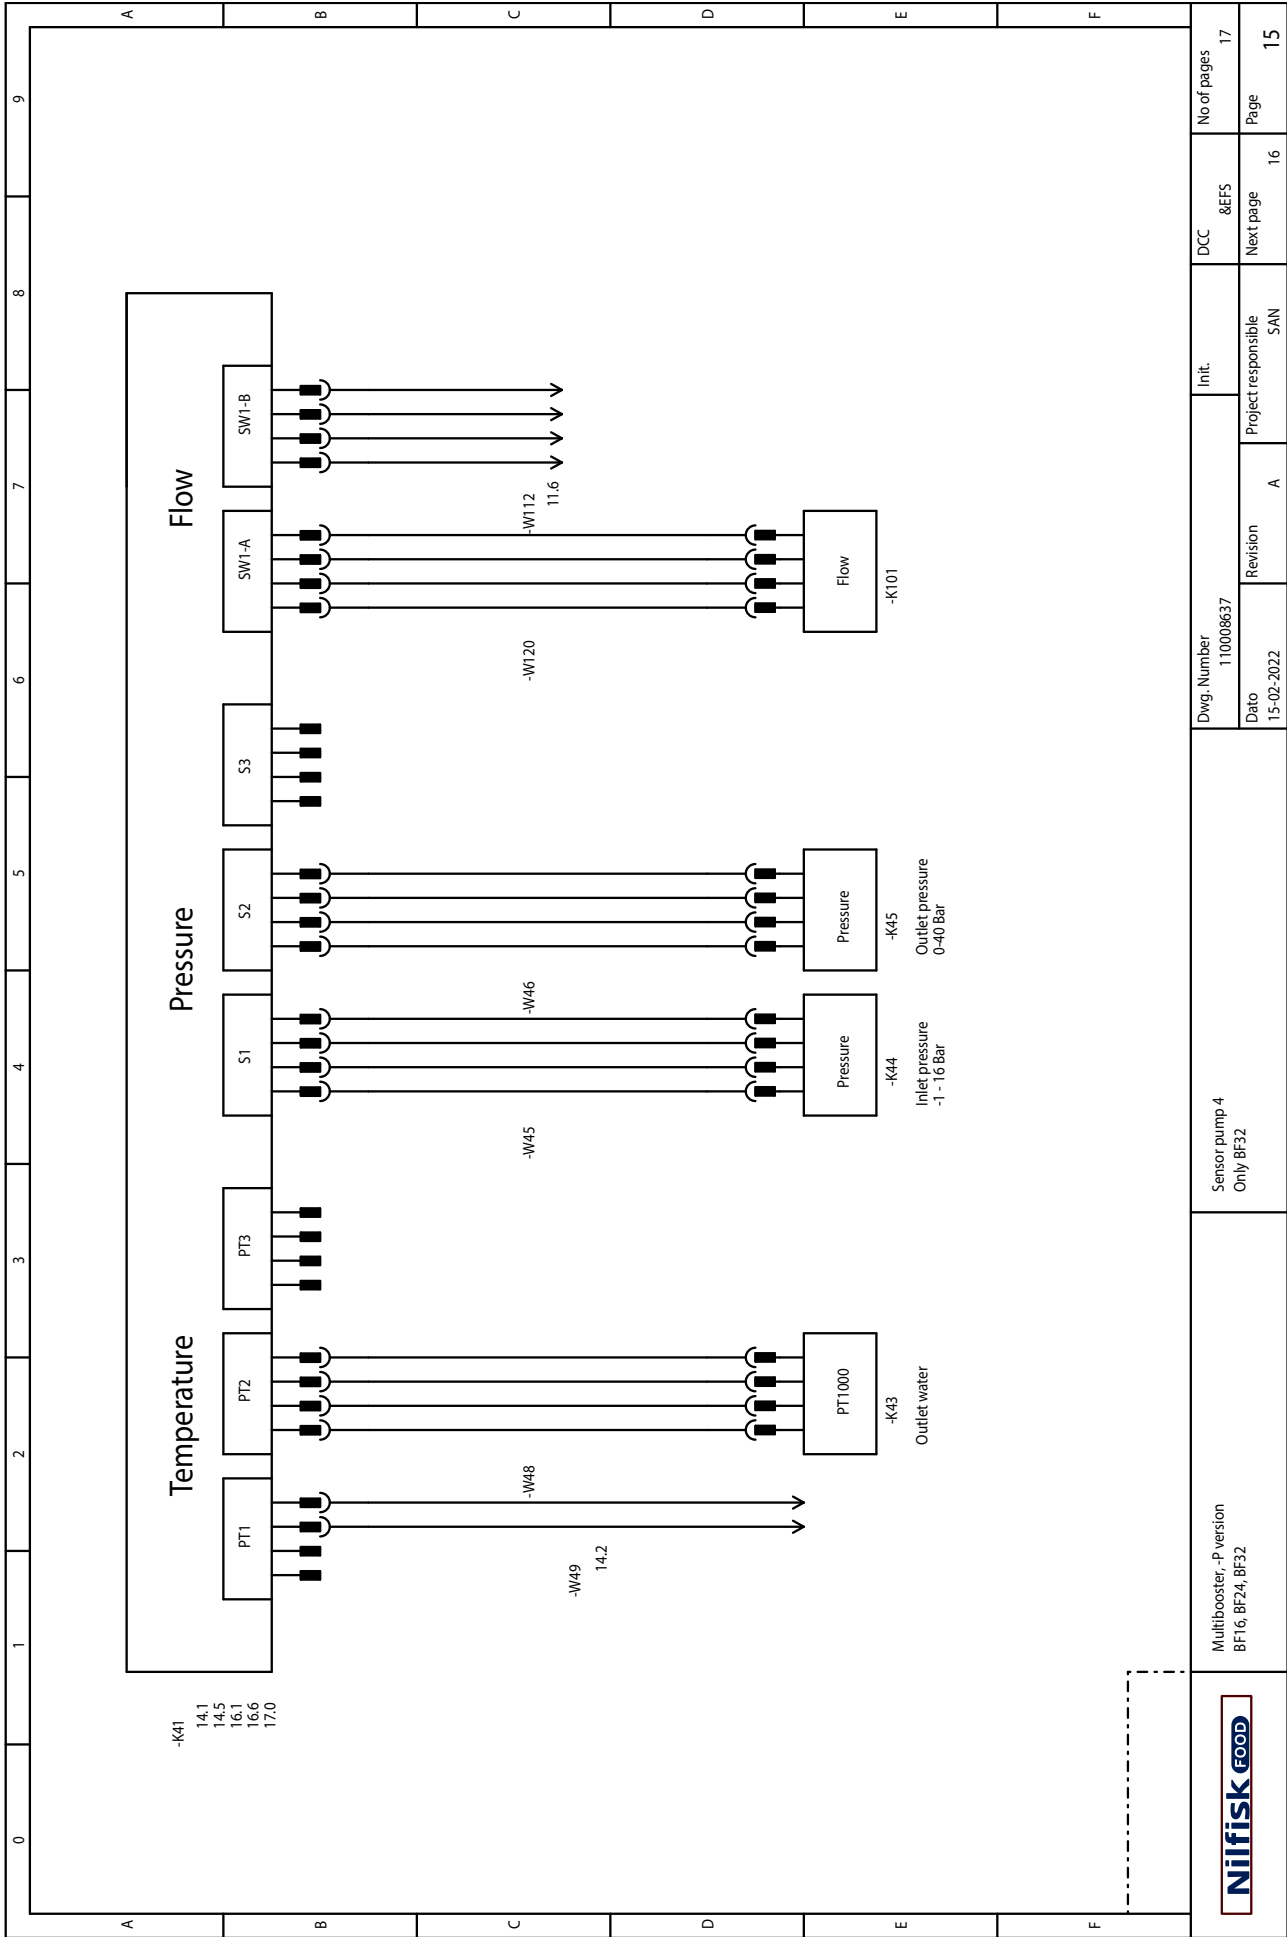 0 1 2 3 4 5 6 7 8 9
A A
B B
C C
D D
E E
F F
-K41
14.1
14.5
16.1
16.6
17.0
Temperature
Pressure
Flow
PT1
PT2
PT3
S1
S2
S3
SW1-A
SW1-B
-W49
14.2
-W48
-W45
-W46
-W120
-W112
11.6
PT1000
-K43
Outlet water
Pressure
-K44
Inlet pressure
-1 - 16 Bar
Pressure
-K45
Outlet pressure
0-40 Bar
Flow
-K101
Nilfisk FOOD
Multibooster, -P version
BF16, BF24, BF32
Sensor pump 4
Only BF32
Dwg. Number
110008637
Init.
DCC
&EFS
No of pages
17
Dato
15-02-2022
Revision
A
Project responsible
SAN
Next page
16
Page
15